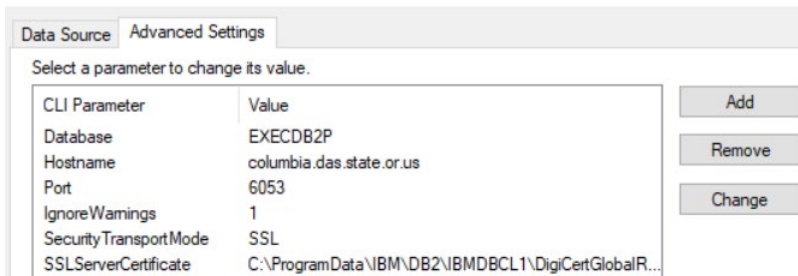 Data Source Advanced Settings
Select a parameter to change its value.
CLI Parameter Value Add
Database EXECDB2P
Hostname columbia.das.state.or.us Remove
Port 6053
IgnoreWarnings 1 Change
SecurityTransportMode SSL
SSLServerCertificate C:\ProgramData\IBM\DB2\IBMDBCL1\DigiCertGlobalR...